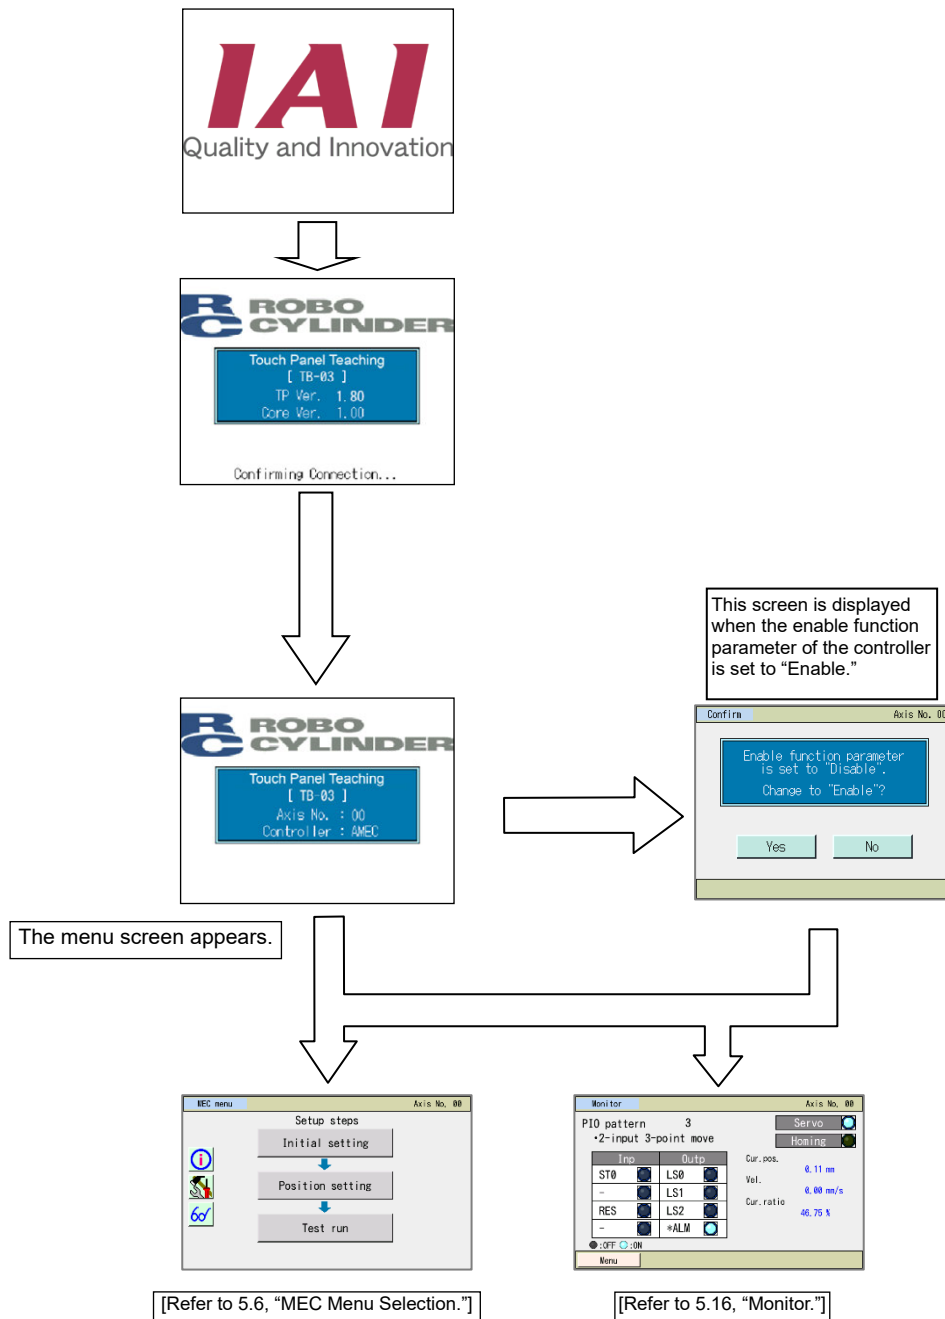 IAI
Quality and Innovation
RC ROBO
CYLINDER
Touch Panel Teaching
[ TB-03 ]
TP Ver. 1.80
Core Ver. 1.00
Confirming Connection...
This screen is displayed
when the enable function
parameter of the controller
is set to “Enable.”
RC ROBO
CYLINDER
Touch Panel Teaching
[ TB-03 ]
Axis No. : 00
Controller : AMEC
Confirm Axis No. 00
Enable function parameter
is set to "Disable".
Change to "Enable"?
Yes No
The menu screen appears.
MEC menu Axis No, 00
Setup steps
Initial setting
Position setting
Test run
Monitor Axis No, 00
PIO pattern 3
•2-input 3-point move
Servo
Homing
Inp Outp
ST0 LS0
- LS1
RES LS2
- *ALM
Cur.pos.
0.11 mm
Vel.
0.00 mm/s
Cur.ratio
46.75 %
●:OFF ○:ON
Menu
[Refer to 5.6, “MEC Menu Selection.”]
[Refer to 5.16, “Monitor.”]